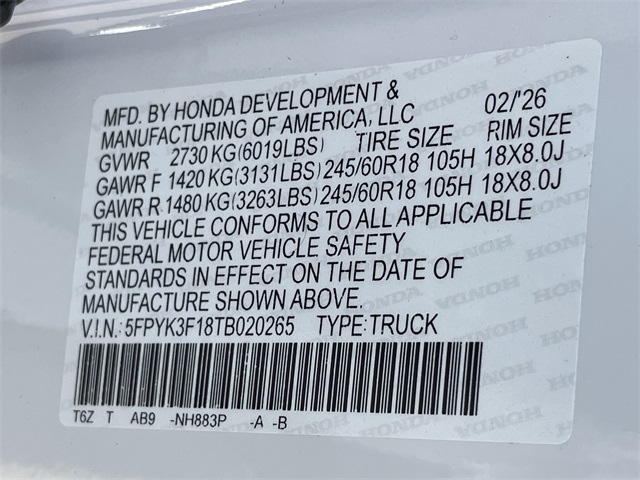 MFD. BY HONDA DEVELOPMENT & 02/'26
MANUFACTURING OF AMERICA, LLC
GVWR 2730 KG(6019LBS) TIRE SIZE RIM SIZE
GAWR F 1420 KG(3131LBS) 245/60R18 105H 18X8.0J
GAWR R 1480 KG(3263LBS) 245/60R18 105H 18X8.0J
THIS VEHICLE CONFORMS TO ALL APPLICABLE
FEDERAL MOTOR VEHICLE SAFETY
STANDARDS IN EFFECT ON THE DATE OF
MANUFACTURE SHOWN ABOVE.
V.I.N.: 5FPYK3F18TB020265 TYPE: TRUCK
T6Z T AB9 -NH883P -A -B